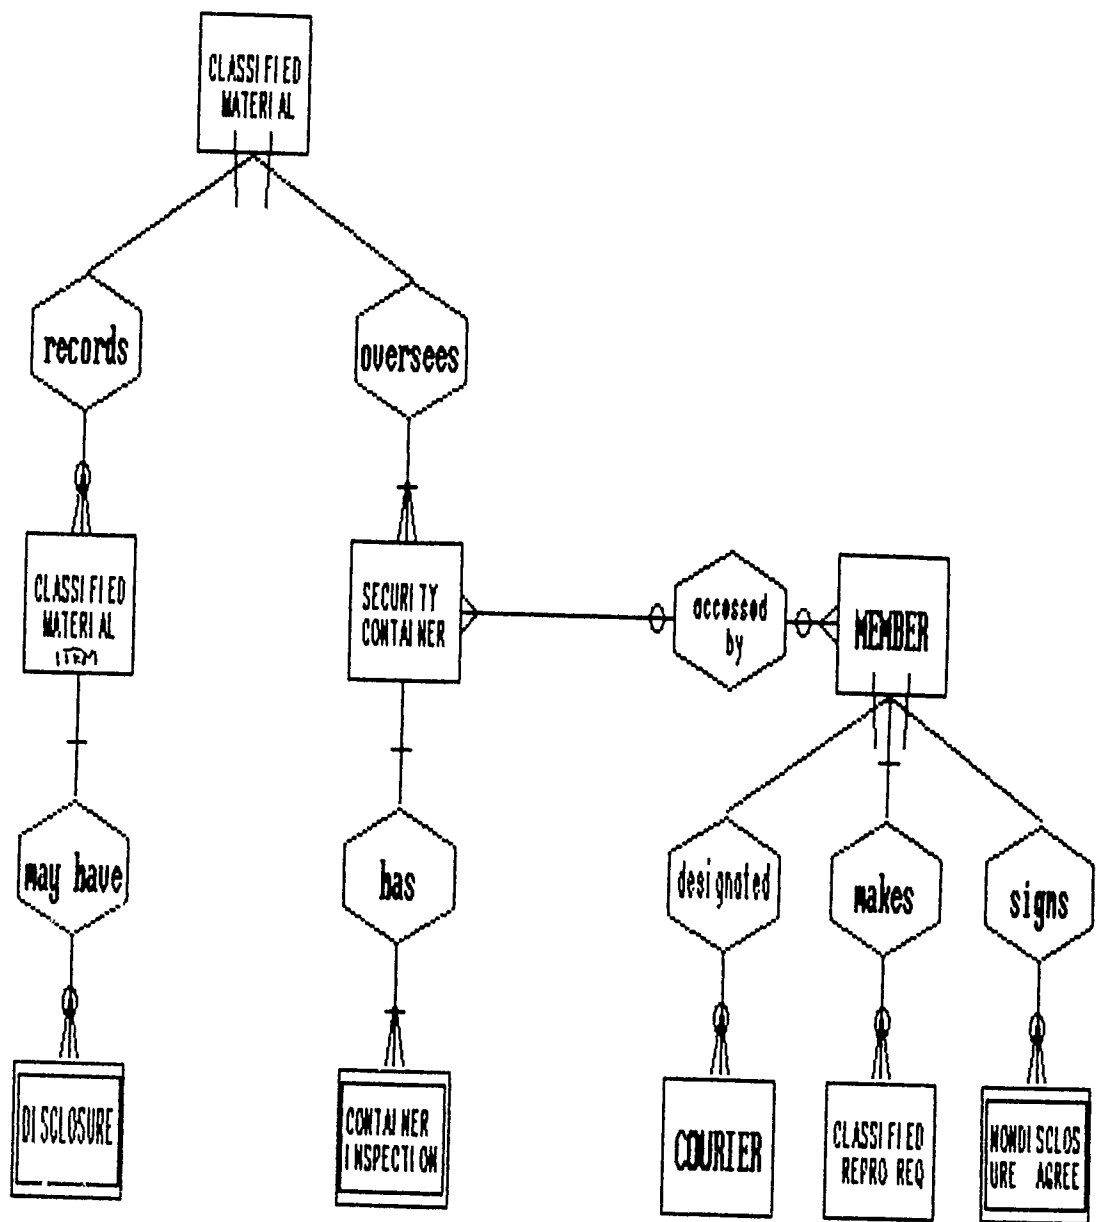 CLASSIFIED
MATERIAL
records
oversees
CLASSIFIED
MATERIAL
ITEM
SECURITY
CONTAINER
accessed
by
MEMBER
may have
has
designated
makes
signs
DISCLOSURE
CONTAINER
INSPECTION
COURIER
CLASSIFIED
REPRO REQ
NONDISCLOS
URE AGREE